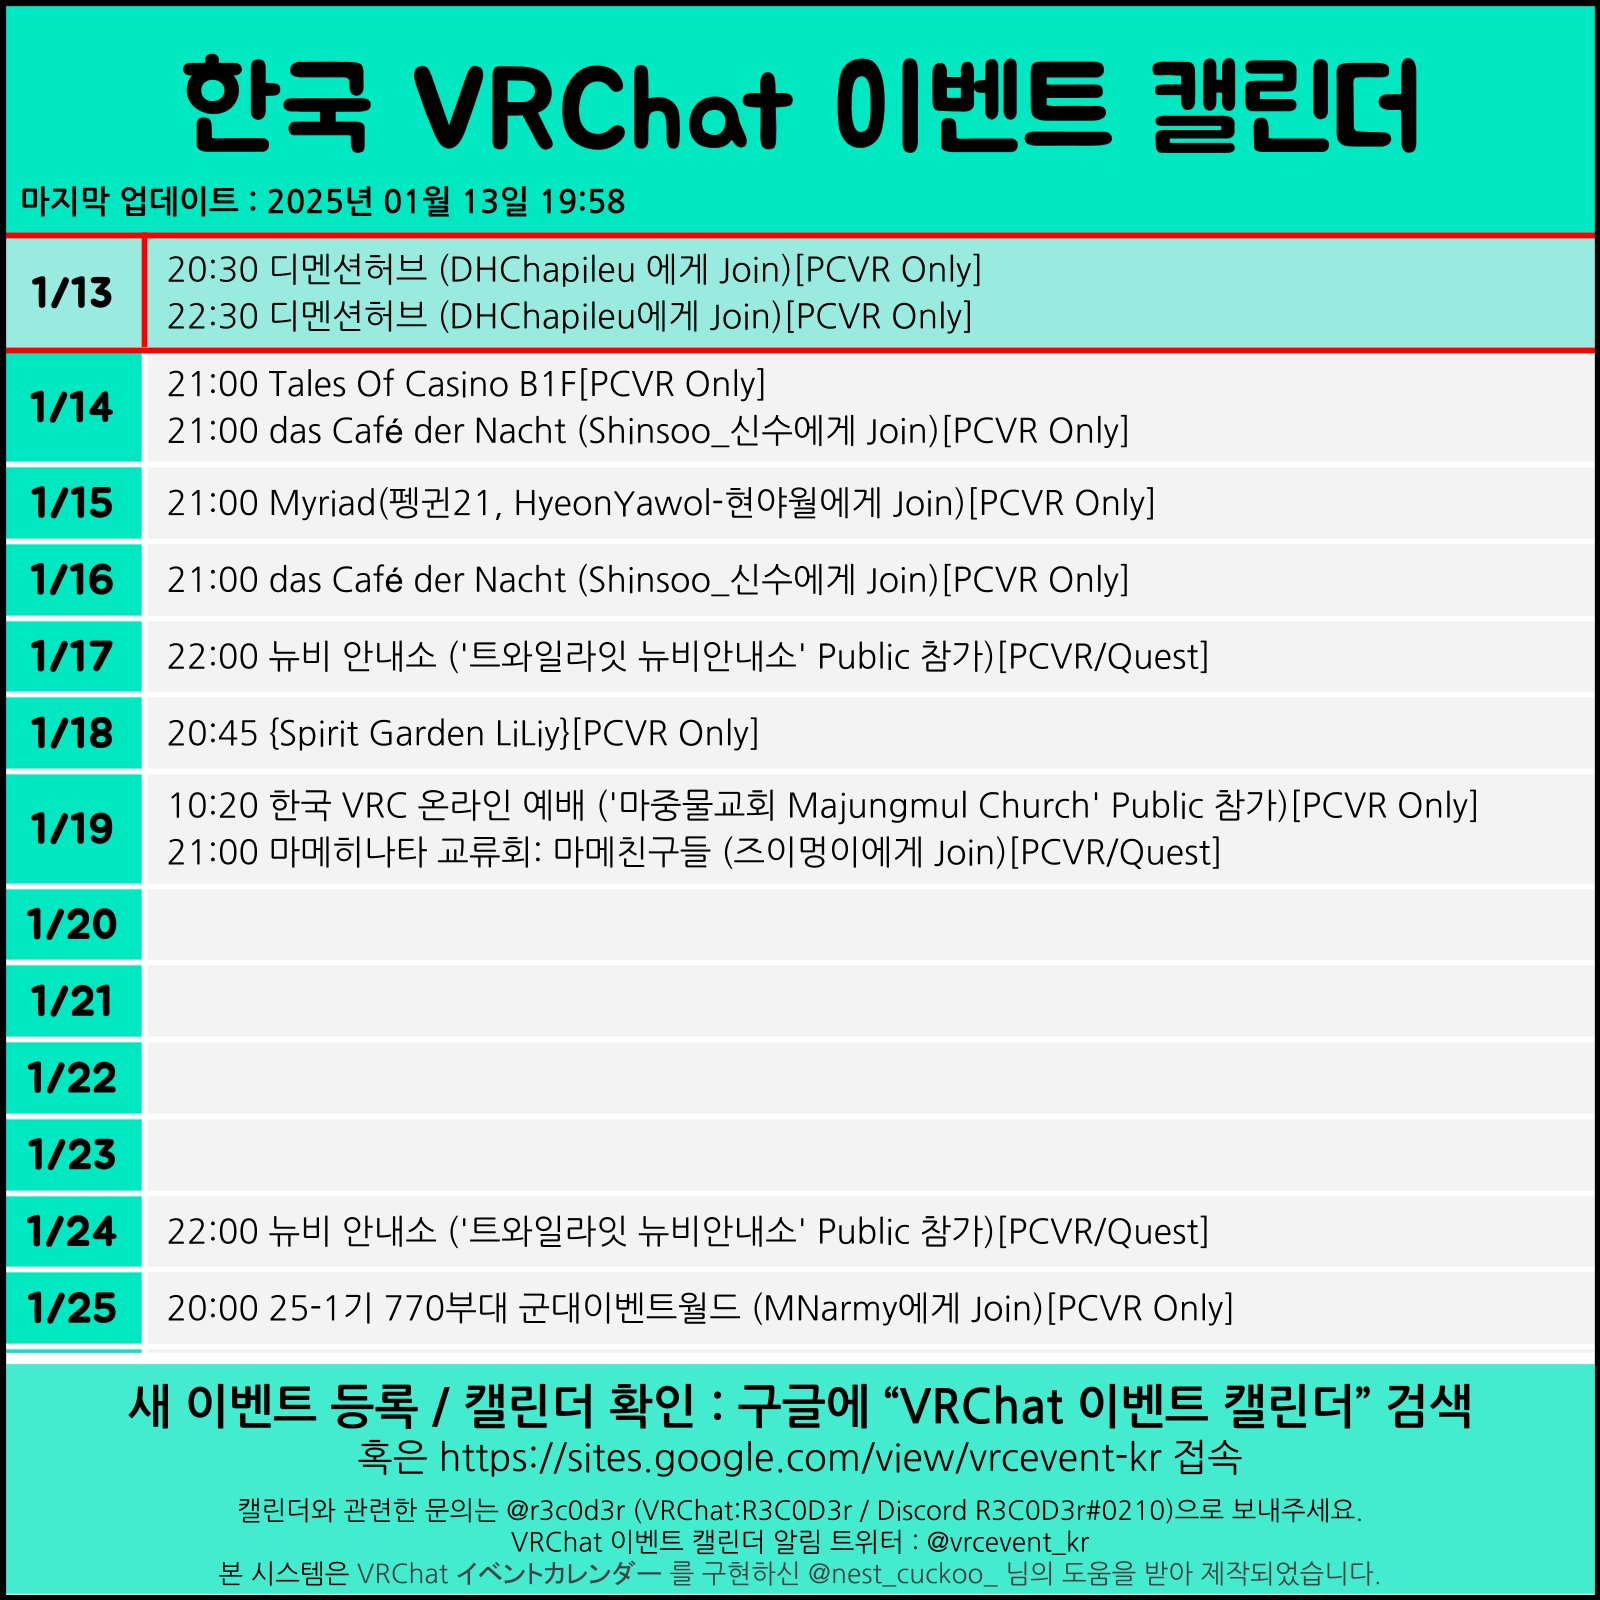 한국 VRChat 이벤트 캘린더
마지막 업데이트 : 2025년 01월 13일 19:58
1/13
20:30 디멘션허브 (DHChapileu 에게 Join)[PCVR Only]
22:30 디멘션허브 (DHChapileu에게 Join)[PCVR Only]
1/14
21:00 Tales Of Casino B1F[PCVR Only]
21:00 das Café der Nacht (Shinsoo_신수에게 Join)[PCVR Only]
1/15
21:00 Myriad(펭귄21, HyeonYawol-현야월에게 Join)[PCVR Only]
1/16
21:00 das Café der Nacht (Shinsoo_신수에게 Join)[PCVR Only]
1/17
22:00 뉴비 안내소 ('트와일라잇 뉴비안내소' Public 참가)[PCVR/Quest]
1/18
20:45 {Spirit Garden LiLiy}[PCVR Only]
1/19
10:20 한국 VRC 온라인 예배 ('마중물교회 Majungmul Church' Public 참가)[PCVR Only]
21:00 마메히나타 교류회: 마메친구들 (즈이멍이에게 Join)[PCVR/Quest]
1/20
1/21
1/22
1/23
1/24
22:00 뉴비 안내소 ('트와일라잇 뉴비안내소' Public 참가)[PCVR/Quest]
1/25
20:00 25-1기 770부대 군대이벤트월드 (MNarmy에게 Join)[PCVR Only]
새 이벤트 등록 / 캘린더 확인 : 구글에 “VRChat 이벤트 캘린더” 검색
혹은 https://sites.google.com/view/vrcevent-kr 접속
캘린더와 관련한 문의는 @r3c0d3r (VRChat:R3C0D3r / Discord R3C0D3r#0210)으로 보내주세요.
VRChat 이벤트 캘린더 알림 트위터 : @vrcevent_kr
본 시스템은 VRChat イベントカレンダー 를 구현하신 @nest_cuckoo_ 님의 도움을 받아 제작되었습니다.